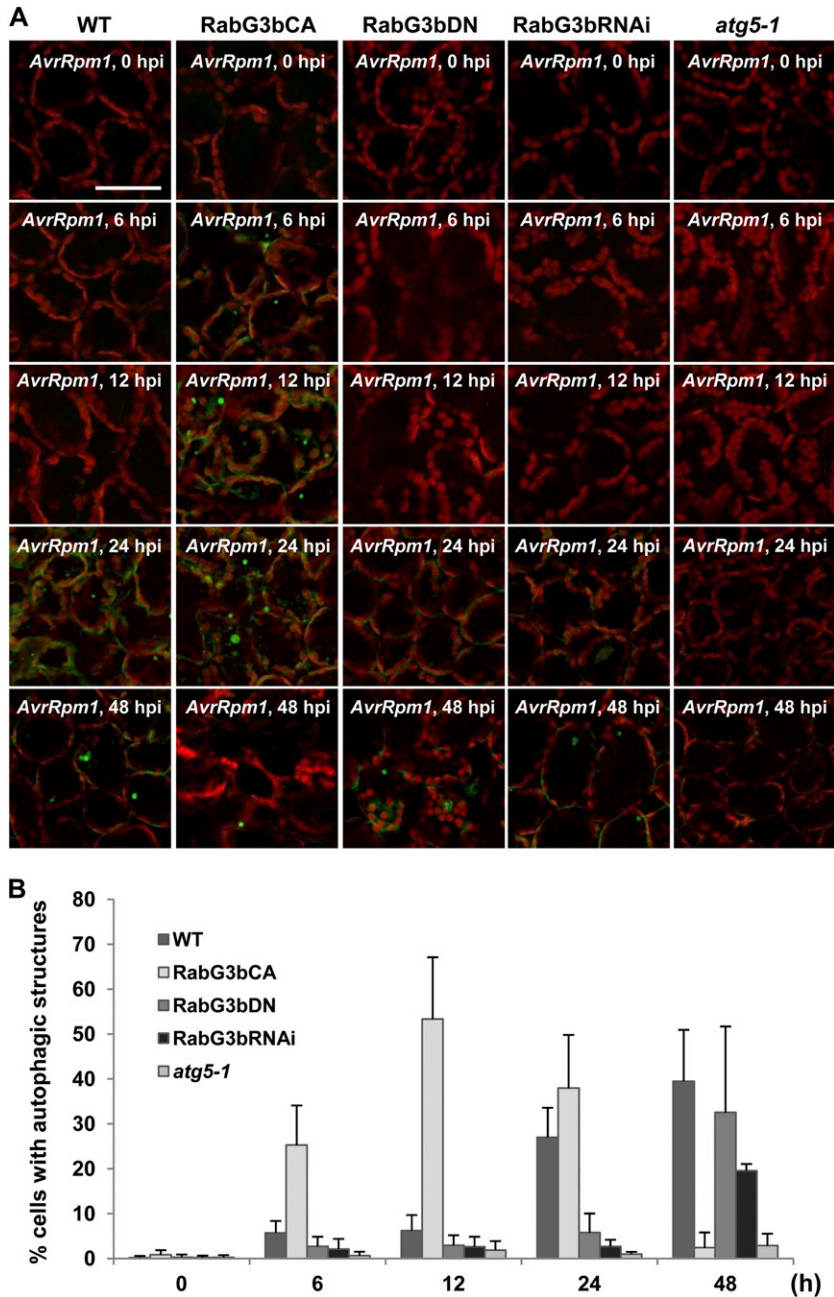 A
WT RabG3bCA RabG3bDN RabG3bRNAi atg5-1
AvrRpm1, 0 hpi AvrRpm1, 0 hpi AvrRpm1, 0 hpi AvrRpm1, 0 hpi AvrRpm1, 0 hpi
AvrRpm1, 6 hpi AvrRpm1, 6 hpi AvrRpm1, 6 hpi AvrRpm1, 6 hpi AvrRpm1, 6 hpi
AvrRpm1, 12 hpi AvrRpm1, 12 hpi AvrRpm1, 12 hpi AvrRpm1, 12 hpi AvrRpm1, 12 hpi
AvrRpm1, 24 hpi AvrRpm1, 24 hpi AvrRpm1, 24 hpi AvrRpm1, 24 hpi AvrRpm1, 24 hpi
AvrRpm1, 48 hpi AvrRpm1, 48 hpi AvrRpm1, 48 hpi AvrRpm1, 48 hpi AvrRpm1, 48 hpi
B
% cells with autophagic structures
80
70
60
50
40
30
20
10
0
WT
RabG3bCA
RabG3bDN
RabG3bRNAi
atg5-1
0 6 12 24 48 (h)